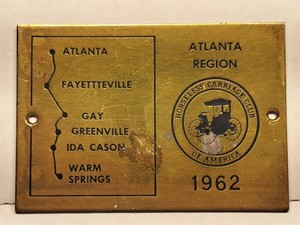 ATLANTA
FAYETTTEVILLE
GAY
GREENVILLE
IDA CASON
WARM
SPRINGS
ATLANTA
REGION
HORSELESS CARRIAGE CLUB
OF AMERICA
1962